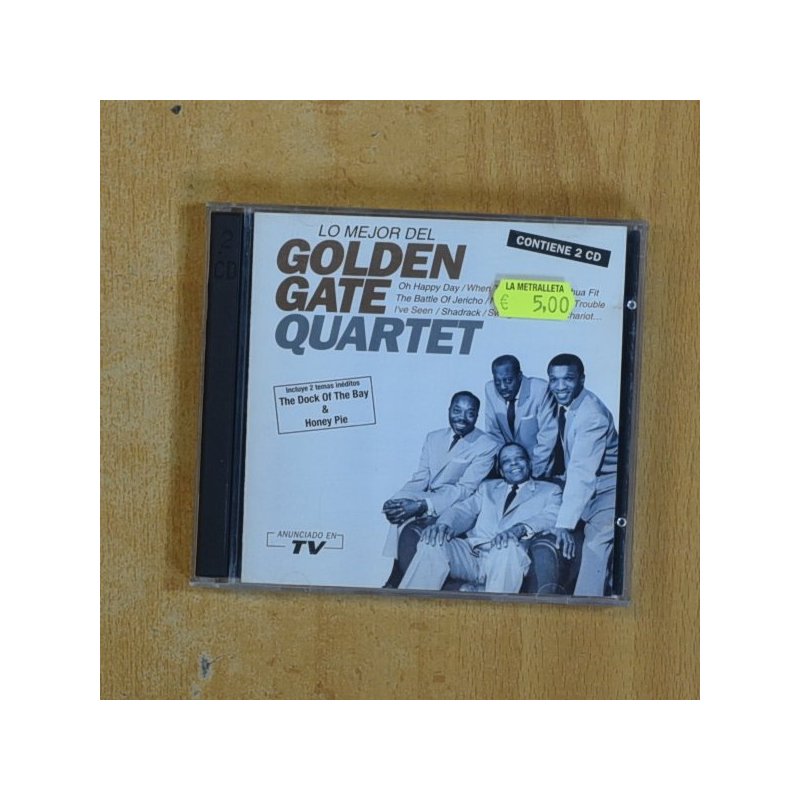 2
CD
LO MEJOR DEL
GOLDEN
GATE
QUARTET
CONTIENE 2 CD
Oh Happy Day / When
The Battle Of Jericho / Trouble
I've Seen / Shadrack /
LA METRALLETA
€ 5,00
Incluye 2 temas inéditos
The Dock Of The Bay
&
Honey Pie
ANUNCIADO EN
TV